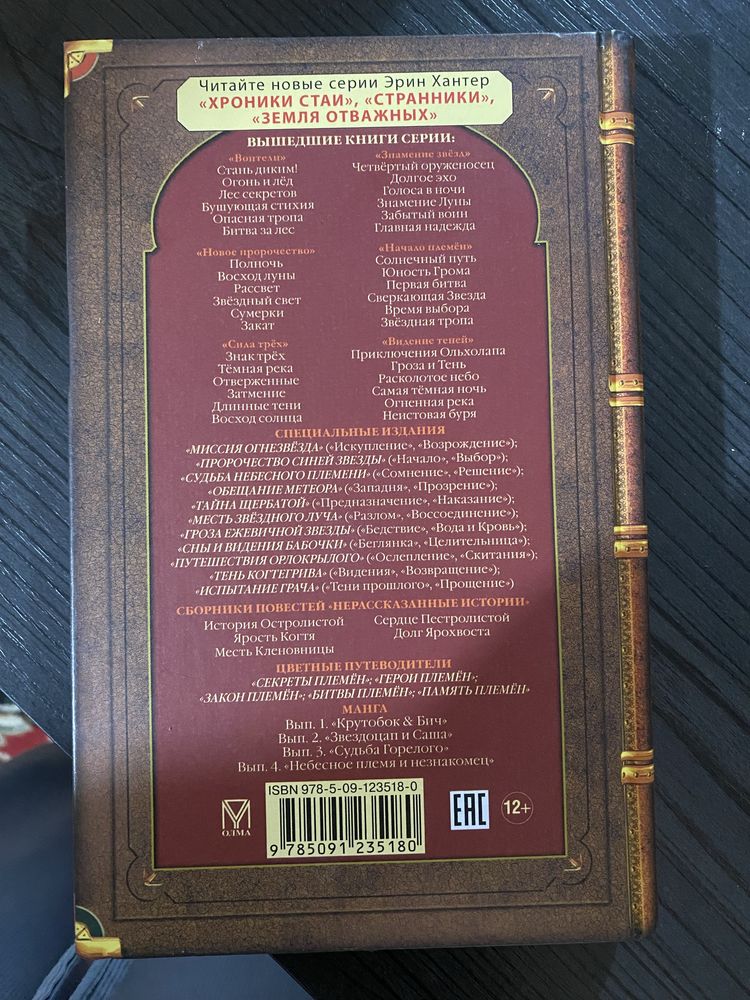 Читайте новые серии Эрин Хантер
«ХРОНИКИ СТАИ», «СТРАННИКИ»,
«ЗЕМЛЯ ОТВАЖНЫХ»
ВЫШЕДШИЕ КНИГИ СЕРИИ:
«Воители»
Стань диким!
Огонь и лёд
Лес секретов
Бушующая стихия
Опасная тропа
Битва за лес
«Знамение звёзд»
Четвёртый оруженосец
Долгое эхо
Голоса в ночи
Знамение Луны
Забытый воин
Главная надежда
«Новое пророчество»
Полночь
Восход луны
Рассвет
Звёздный свет
Сумерки
Закат
«Начало племён»
Солнечный путь
Юность Грома
Первая битва
Сверкающая Звезда
Время выбора
Звёздная тропа
«Сила трёх»
Знак трёх
Тёмная река
Отверженные
Затмение
Длинные тени
Восход солнца
«Видение теней»
Приключения Ольхолапа
Гроза и Тень
Расколотое небо
Самая тёмная ночь
Огненная река
Неистовая буря
СПЕЦИАЛЬНЫЕ ИЗДАНИЯ
«МИССИЯ ОГНЕЗВЁЗДА» («Искупление», «Возрождение»);
«ПРОРОЧЕСТВО СИНЕЙ ЗВЕЗДЫ» («Начало», «Выбор»);
«СУДЬБА НЕБЕСНОГО ПЛЕМЕНИ» («Сомнение», «Решение»);
«ОБЕЩАНИЕ МЕТЕОРА» («Западня», «Прозрение»);
«ТАЙНА ЩЕРБАТОЙ» («Предназначение», «Наказание»);
«МЕСТЬ ЗВЁЗДНОГО ЛУЧА» («Разлом», «Воссоединение»);
«ГРОЗА ЕЖЕВИЧНОЙ ЗВЕЗДЫ» («Бедствие», «Вода и Кровь»);
«СНЫ И ВИДЕНИЯ БАБОЧКИ» («Беглянка», «Целительница»);
«ПУТЕШЕСТВИЯ ОРЛОКРЫЛОГО» («Ослепление», «Скитания»);
«ТЕНЬ КОГТЕГРИВА» («Видения», «Возвращение»);
«ИСПЫТАНИЕ ГРАЧА» («Тени прошлого», «Прощение»)
СБОРНИКИ ПОВЕСТЕЙ «НЕРАССКАЗАННЫЕ ИСТОРИИ»
История Остролистой
Ярость Когтя
Месть Кленовницы
Сердце Пестролистой
Долг Ярохвоста
ЦВЕТНЫЕ ПУТЕВОДИТЕЛИ
«СЕКРЕТЫ ПЛЕМЁН»; «ГЕРОИ ПЛЕМЁН»;
«ЗАКОН ПЛЕМЁН»; «БИТВЫ ПЛЕМЁН»; «ПАМЯТЬ ПЛЕМЁН»
МАНГА
Вып. 1. «Крутобок & Бич»
Вып. 2. «Звездоцап и Саша»
Вып. 3. «Судьба Горелого»
Вып. 4. «Небесное племя и незнакомец»
ISBN 978-5-09-123518-0
9 785091 235180
ОЛМА
EAC
12+